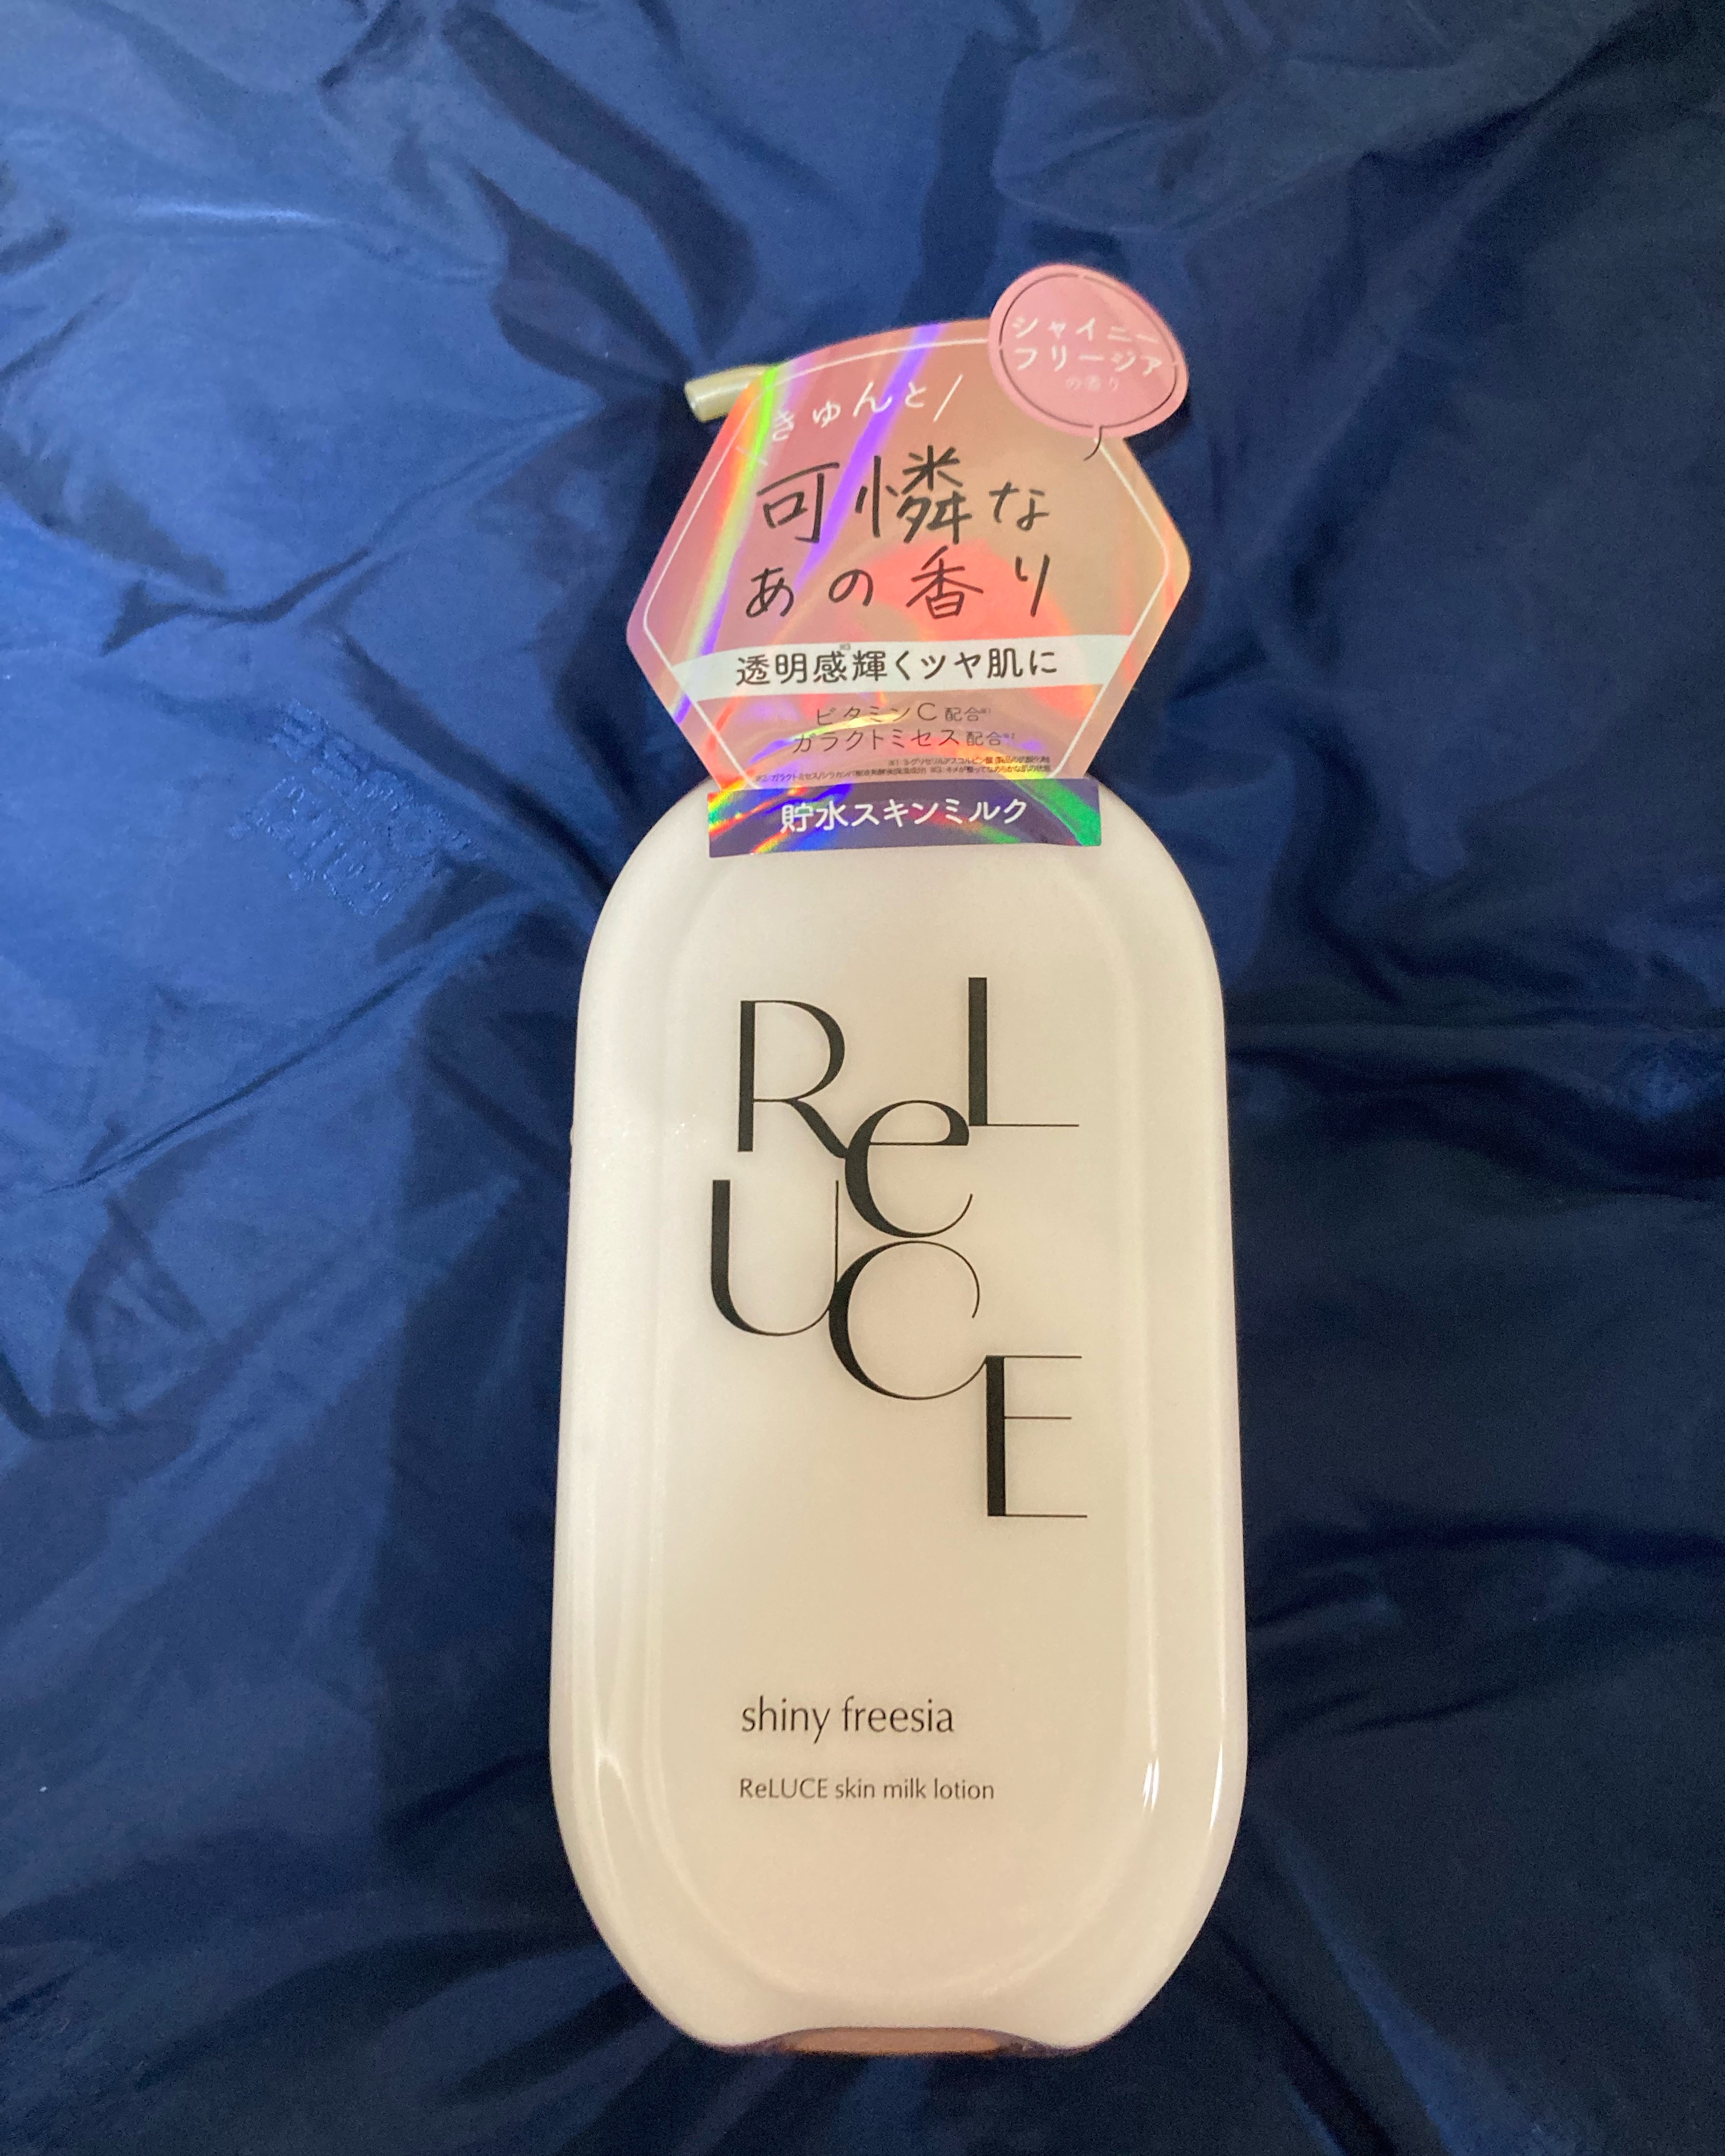 シャイニー
フリージア
の香り
きゅんと/
可憐な
あの香り
透明感※3輝くツヤ肌に
ビタミンC配合※1
ガラクトミセス配合※2
貯水スキンミルク
ReLUCE
shiny freesia
ReLUCE skin milk lotion